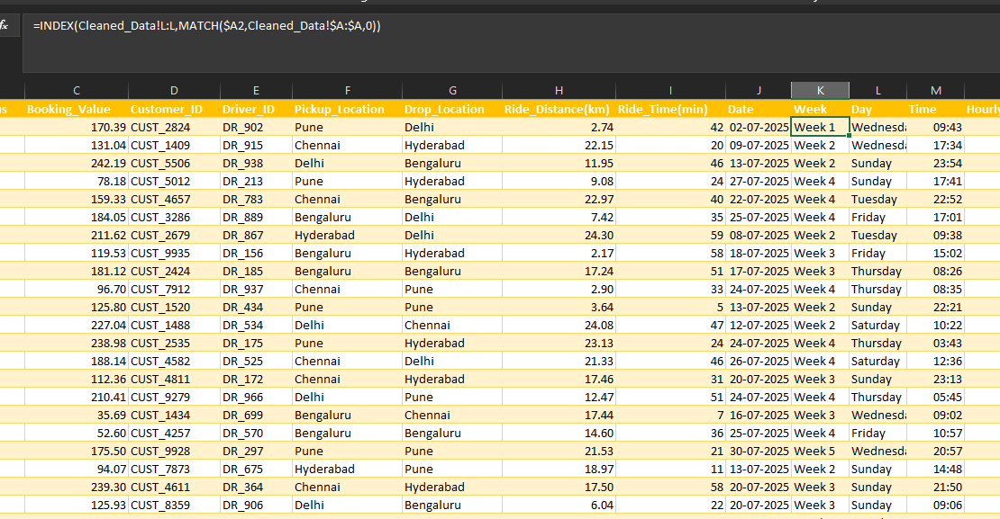 fx =INDEX(Cleaned_Data!L:L,MATCH($A2,Cleaned_Data!$A:$A,0))
C D E F G H I J K L M
s Booking_Value Customer_ID Driver_ID Pickup_Location Drop_Location Ride_Distance(km) Ride_Time(min) Date Week Day Time Hourly
170.39 CUST_2824 DR_902 Pune Delhi 2.74 42 02-07-2025 Week 1 Wednesda 09:43
131.04 CUST_1409 DR_915 Chennai Hyderabad 22.15 20 09-07-2025 Week 2 Wednesda 17:34
242.19 CUST_5506 DR_938 Delhi Bengaluru 11.95 46 13-07-2025 Week 2 Sunday 23:54
78.18 CUST_5012 DR_213 Pune Hyderabad 9.08 24 27-07-2025 Week 4 Sunday 17:41
159.33 CUST_4657 DR_783 Chennai Bengaluru 22.97 40 22-07-2025 Week 4 Tuesday 22:52
184.05 CUST_3286 DR_889 Bengaluru Delhi 7.42 35 25-07-2025 Week 4 Friday 17:01
211.62 CUST_2679 DR_867 Hyderabad Delhi 24.30 59 08-07-2025 Week 2 Tuesday 09:38
119.53 CUST_9935 DR_156 Bengaluru Hyderabad 2.17 58 18-07-2025 Week 3 Friday 15:02
181.12 CUST_2424 DR_185 Bengaluru Bengaluru 17.24 51 17-07-2025 Week 3 Thursday 08:26
96.70 CUST_7912 DR_937 Chennai Pune 2.90 33 24-07-2025 Week 4 Thursday 08:35
125.80 CUST_1520 DR_434 Pune Pune 3.64 5 13-07-2025 Week 2 Sunday 22:21
227.04 CUST_1488 DR_534 Delhi Chennai 24.08 47 12-07-2025 Week 2 Saturday 10:22
238.98 CUST_2535 DR_175 Pune Hyderabad 23.13 24 24-07-2025 Week 4 Thursday 03:43
188.14 CUST_4582 DR_525 Chennai Delhi 21.33 46 26-07-2025 Week 4 Saturday 12:36
112.36 CUST_4811 DR_172 Chennai Hyderabad 17.46 31 20-07-2025 Week 3 Sunday 23:13
210.41 CUST_9279 DR_966 Delhi Pune 12.47 51 24-07-2025 Week 4 Thursday 05:45
35.69 CUST_1434 DR_699 Bengaluru Chennai 17.44 7 16-07-2025 Week 3 Wednesda 09:02
52.60 CUST_4257 DR_570 Bengaluru Bengaluru 14.60 36 25-07-2025 Week 4 Friday 10:57
175.50 CUST_9928 DR_297 Pune Pune 21.53 21 30-07-2025 Week 5 Wednesda 20:57
94.07 CUST_7873 DR_675 Hyderabad Pune 18.97 11 13-07-2025 Week 2 Sunday 14:48
239.30 CUST_4611 DR_364 Chennai Hyderabad 17.50 58 20-07-2025 Week 3 Sunday 21:50
125.93 CUST_8359 DR_906 Delhi Bengaluru 6.04 22 20-07-2025 Week 3 Sunday 09:06